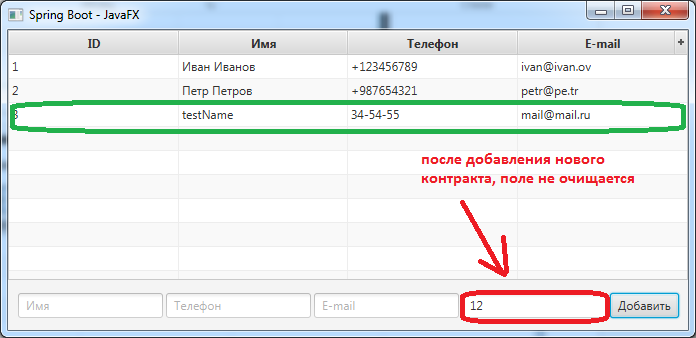 Spring Boot - JavaFX
ID Имя Телефон E-mail +
1 Иван Иванов +123456789 ivan@ivan.ov
2 Петр Петров +987654321 petr@pe.tr
3 testName 34-54-55 mail@mail.ru
после добавления нового
контракта, поле не очищается
Имя Телефон E-mail 12 Добавить